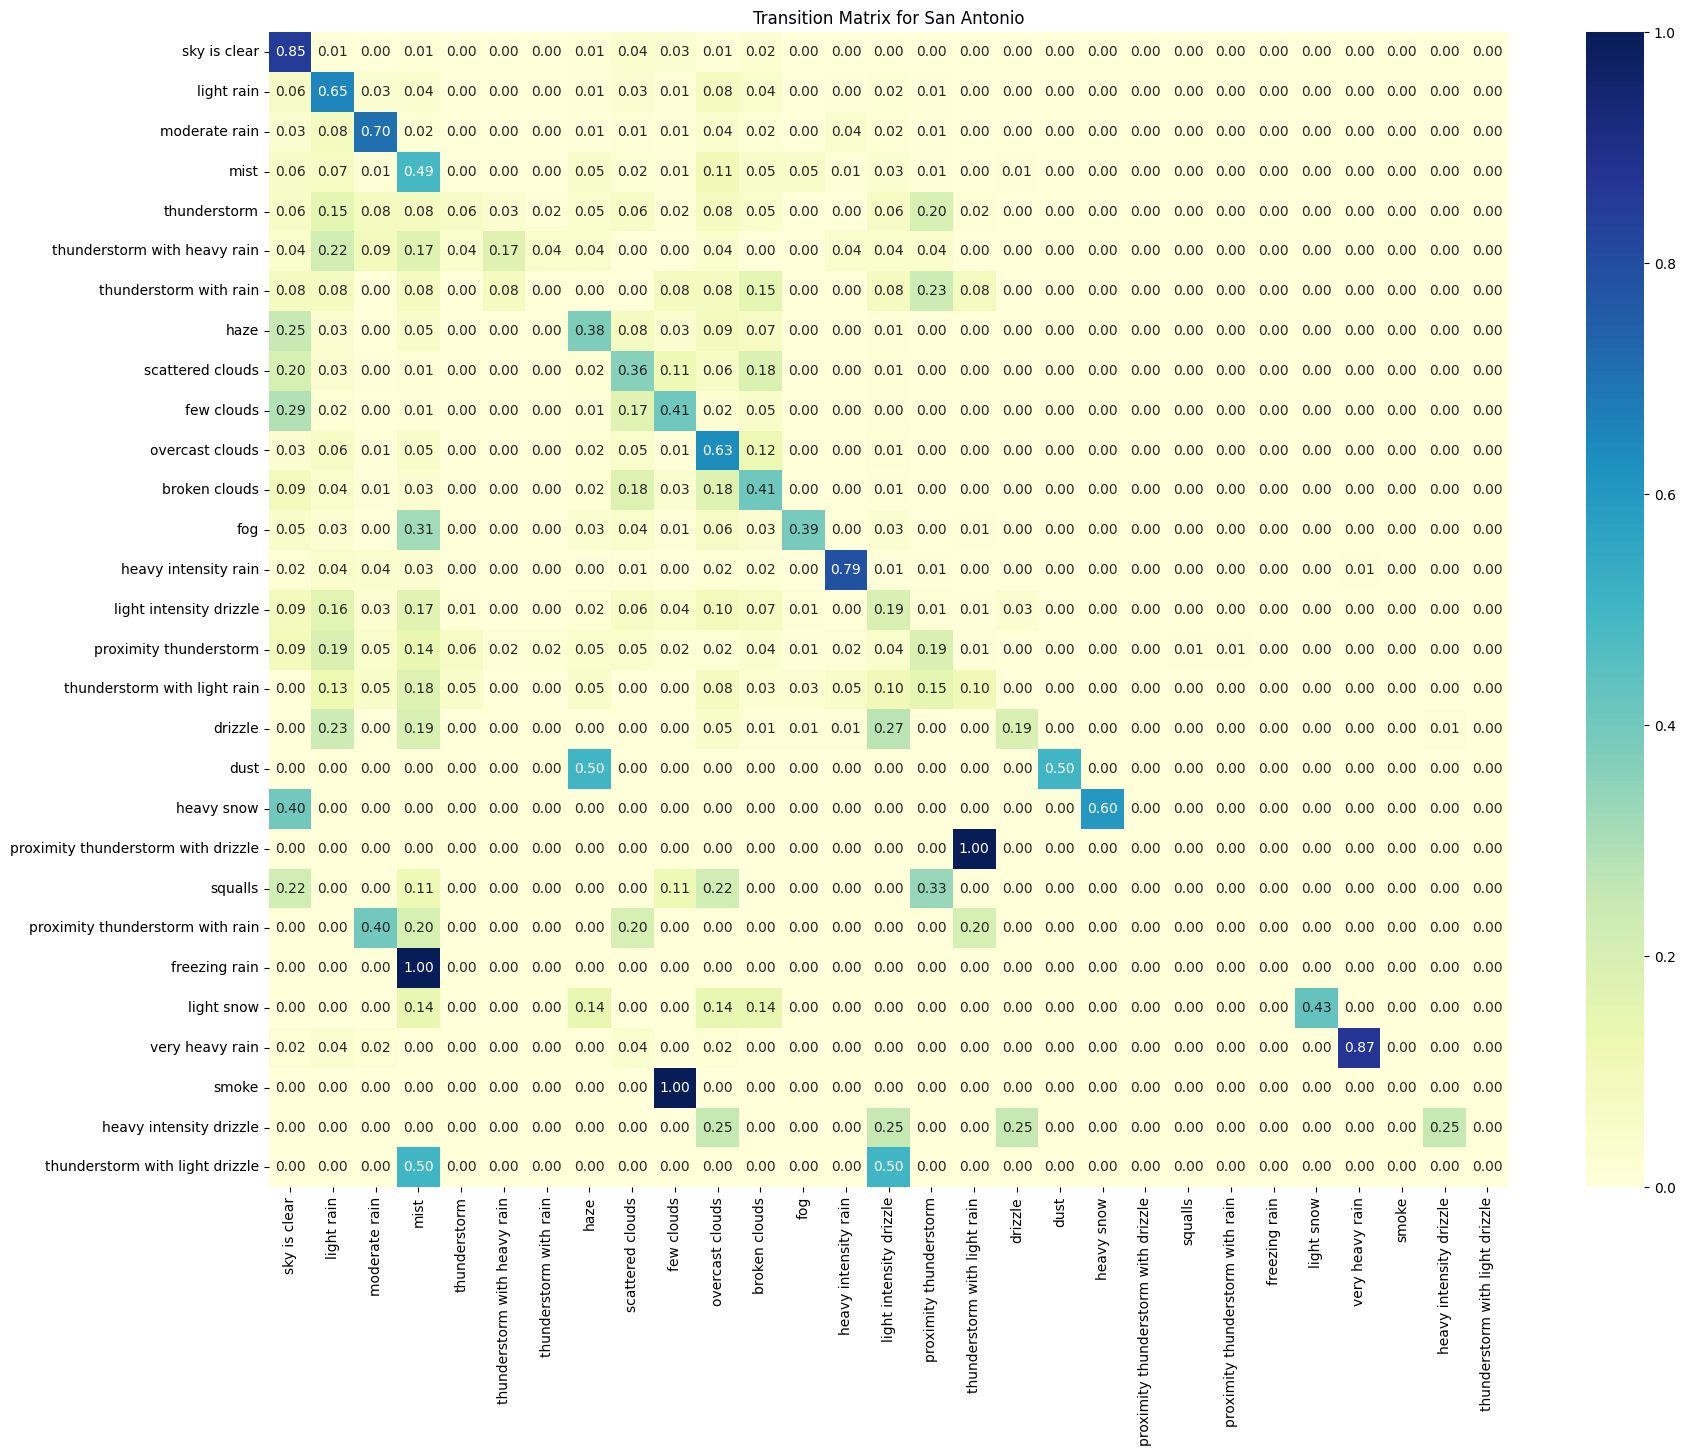 Transition Matrix for San Antonio
sky is clear 0.85 0.01 0.00 0.01 0.00 0.00 0.00 0.01 0.04 0.03 0.01 0.02 0.00 0.00 0.00 0.00 0.00 0.00 0.00 0.00 0.00 0.00 0.00 0.00 0.00 0.00 0.00 0.00 0.00
light rain 0.06 0.65 0.03 0.04 0.00 0.00 0.00 0.01 0.03 0.01 0.08 0.04 0.00 0.00 0.02 0.01 0.00 0.00 0.00 0.00 0.00 0.00 0.00 0.00 0.00 0.00 0.00 0.00 0.00
moderate rain 0.03 0.08 0.70 0.02 0.00 0.00 0.00 0.01 0.01 0.01 0.04 0.02 0.00 0.04 0.02 0.01 0.00 0.00 0.00 0.00 0.00 0.00 0.00 0.00 0.00 0.00 0.00 0.00 0.00
mist 0.06 0.07 0.01 0.49 0.00 0.00 0.00 0.05 0.02 0.01 0.11 0.05 0.05 0.01 0.03 0.01 0.00 0.01 0.00 0.00 0.00 0.00 0.00 0.00 0.00 0.00 0.00 0.00 0.00
thunderstorm 0.06 0.15 0.08 0.08 0.06 0.03 0.02 0.05 0.06 0.02 0.08 0.05 0.00 0.00 0.06 0.20 0.02 0.00 0.00 0.00 0.00 0.00 0.00 0.00 0.00 0.00 0.00 0.00 0.00
thunderstorm with heavy rain 0.04 0.22 0.09 0.17 0.04 0.17 0.04 0.04 0.00 0.00 0.04 0.00 0.00 0.04 0.04 0.04 0.00 0.00 0.00 0.00 0.00 0.00 0.00 0.00 0.00 0.00 0.00 0.00 0.00
thunderstorm with rain 0.08 0.08 0.00 0.08 0.00 0.08 0.00 0.00 0.00 0.08 0.08 0.15 0.00 0.00 0.08 0.23 0.08 0.00 0.00 0.00 0.00 0.00 0.00 0.00 0.00 0.00 0.00 0.00 0.00
haze 0.25 0.03 0.00 0.05 0.00 0.00 0.00 0.38 0.08 0.03 0.09 0.07 0.00 0.00 0.01 0.00 0.00 0.00 0.00 0.00 0.00 0.00 0.00 0.00 0.00 0.00 0.00 0.00 0.00
scattered clouds 0.20 0.03 0.00 0.01 0.00 0.00 0.00 0.02 0.36 0.11 0.06 0.18 0.00 0.00 0.01 0.00 0.00 0.00 0.00 0.00 0.00 0.00 0.00 0.00 0.00 0.00 0.00 0.00 0.00
few clouds 0.29 0.02 0.00 0.01 0.00 0.00 0.00 0.01 0.17 0.41 0.02 0.05 0.00 0.00 0.00 0.00 0.00 0.00 0.00 0.00 0.00 0.00 0.00 0.00 0.00 0.00 0.00 0.00 0.00
overcast clouds 0.03 0.06 0.01 0.05 0.00 0.00 0.00 0.02 0.05 0.01 0.63 0.12 0.00 0.00 0.01 0.00 0.00 0.00 0.00 0.00 0.00 0.00 0.00 0.00 0.00 0.00 0.00 0.00 0.00
broken clouds 0.09 0.04 0.01 0.03 0.00 0.00 0.00 0.02 0.18 0.03 0.18 0.41 0.00 0.00 0.01 0.00 0.00 0.00 0.00 0.00 0.00 0.00 0.00 0.00 0.00 0.00 0.00 0.00 0.00
fog 0.05 0.03 0.00 0.31 0.00 0.00 0.00 0.03 0.04 0.01 0.06 0.03 0.39 0.00 0.03 0.00 0.01 0.00 0.00 0.00 0.00 0.00 0.00 0.00 0.00 0.00 0.00 0.00 0.00
heavy intensity rain 0.02 0.04 0.04 0.03 0.00 0.00 0.00 0.00 0.01 0.00 0.02 0.02 0.00 0.79 0.01 0.01 0.00 0.00 0.00 0.00 0.00 0.00 0.00 0.00 0.00 0.01 0.00 0.00 0.00
light intensity drizzle 0.09 0.16 0.03 0.17 0.01 0.00 0.00 0.02 0.06 0.04 0.10 0.07 0.01 0.00 0.19 0.01 0.01 0.03 0.00 0.00 0.00 0.00 0.00 0.00 0.00 0.00 0.00 0.00 0.00
proximity thunderstorm 0.09 0.19 0.05 0.14 0.06 0.02 0.02 0.05 0.05 0.02 0.02 0.04 0.01 0.02 0.04 0.19 0.01 0.00 0.00 0.00 0.00 0.01 0.01 0.00 0.00 0.00 0.00 0.00 0.00
thunderstorm with light rain 0.00 0.13 0.05 0.18 0.05 0.00 0.00 0.05 0.00 0.00 0.08 0.03 0.03 0.05 0.10 0.15 0.10 0.00 0.00 0.00 0.00 0.00 0.00 0.00 0.00 0.00 0.00 0.00 0.00
drizzle 0.00 0.23 0.00 0.19 0.00 0.00 0.00 0.00 0.00 0.00 0.05 0.01 0.01 0.01 0.27 0.00 0.00 0.19 0.00 0.00 0.00 0.00 0.00 0.00 0.00 0.00 0.00 0.01 0.00
dust 0.00 0.00 0.00 0.00 0.00 0.00 0.00 0.50 0.00 0.00 0.00 0.00 0.00 0.00 0.00 0.00 0.00 0.00 0.50 0.00 0.00 0.00 0.00 0.00 0.00 0.00 0.00 0.00 0.00
heavy snow 0.40 0.00 0.00 0.00 0.00 0.00 0.00 0.00 0.00 0.00 0.00 0.00 0.00 0.00 0.00 0.00 0.00 0.00 0.00 0.60 0.00 0.00 0.00 0.00 0.00 0.00 0.00 0.00 0.00
proximity thunderstorm with drizzle 0.00 0.00 0.00 0.00 0.00 0.00 0.00 0.00 0.00 0.00 0.00 0.00 0.00 0.00 0.00 0.00 1.00 0.00 0.00 0.00 0.00 0.00 0.00 0.00 0.00 0.00 0.00 0.00 0.00
squalls 0.22 0.00 0.00 0.11 0.00 0.00 0.00 0.00 0.00 0.11 0.22 0.00 0.00 0.00 0.00 0.33 0.00 0.00 0.00 0.00 0.00 0.00 0.00 0.00 0.00 0.00 0.00 0.00 0.00
proximity thunderstorm with rain 0.00 0.00 0.40 0.20 0.00 0.00 0.00 0.00 0.20 0.00 0.00 0.00 0.00 0.00 0.00 0.00 0.20 0.00 0.00 0.00 0.00 0.00 0.00 0.00 0.00 0.00 0.00 0.00 0.00
freezing rain 0.00 0.00 0.00 1.00 0.00 0.00 0.00 0.00 0.00 0.00 0.00 0.00 0.00 0.00 0.00 0.00 0.00 0.00 0.00 0.00 0.00 0.00 0.00 0.00 0.00 0.00 0.00 0.00 0.00
light snow 0.00 0.00 0.00 0.14 0.00 0.00 0.00 0.14 0.00 0.00 0.14 0.14 0.00 0.00 0.00 0.00 0.00 0.00 0.00 0.00 0.00 0.00 0.00 0.00 0.43 0.00 0.00 0.00 0.00
very heavy rain 0.02 0.04 0.02 0.00 0.00 0.00 0.00 0.00 0.04 0.00 0.02 0.00 0.00 0.00 0.00 0.00 0.00 0.00 0.00 0.00 0.00 0.00 0.00 0.00 0.00 0.87 0.00 0.00 0.00
smoke 0.00 0.00 0.00 0.00 0.00 0.00 0.00 0.00 0.00 1.00 0.00 0.00 0.00 0.00 0.00 0.00 0.00 0.00 0.00 0.00 0.00 0.00 0.00 0.00 0.00 0.00 0.00 0.00 0.00
heavy intensity drizzle 0.00 0.00 0.00 0.00 0.00 0.00 0.00 0.00 0.00 0.00 0.25 0.00 0.00 0.00 0.25 0.00 0.00 0.25 0.00 0.00 0.00 0.00 0.00 0.00 0.00 0.00 0.00 0.25 0.00
thunderstorm with light drizzle 0.00 0.00 0.00 0.50 0.00 0.00 0.00 0.00 0.00 0.00 0.00 0.00 0.00 0.00 0.50 0.00 0.00 0.00 0.00 0.00 0.00 0.00 0.00 0.00 0.00 0.00 0.00 0.00 0.00
sky is clear
light rain
moderate rain
mist
thunderstorm
thunderstorm with heavy rain
thunderstorm with rain
haze
scattered clouds
few clouds
overcast clouds
broken clouds
fog
heavy intensity rain
light intensity drizzle
proximity thunderstorm
thunderstorm with light rain
drizzle
dust
heavy snow
proximity thunderstorm with drizzle
squalls
proximity thunderstorm with rain
freezing rain
light snow
very heavy rain
smoke
heavy intensity drizzle
thunderstorm with light drizzle
1.0
0.8
0.6
0.4
0.2
0.0